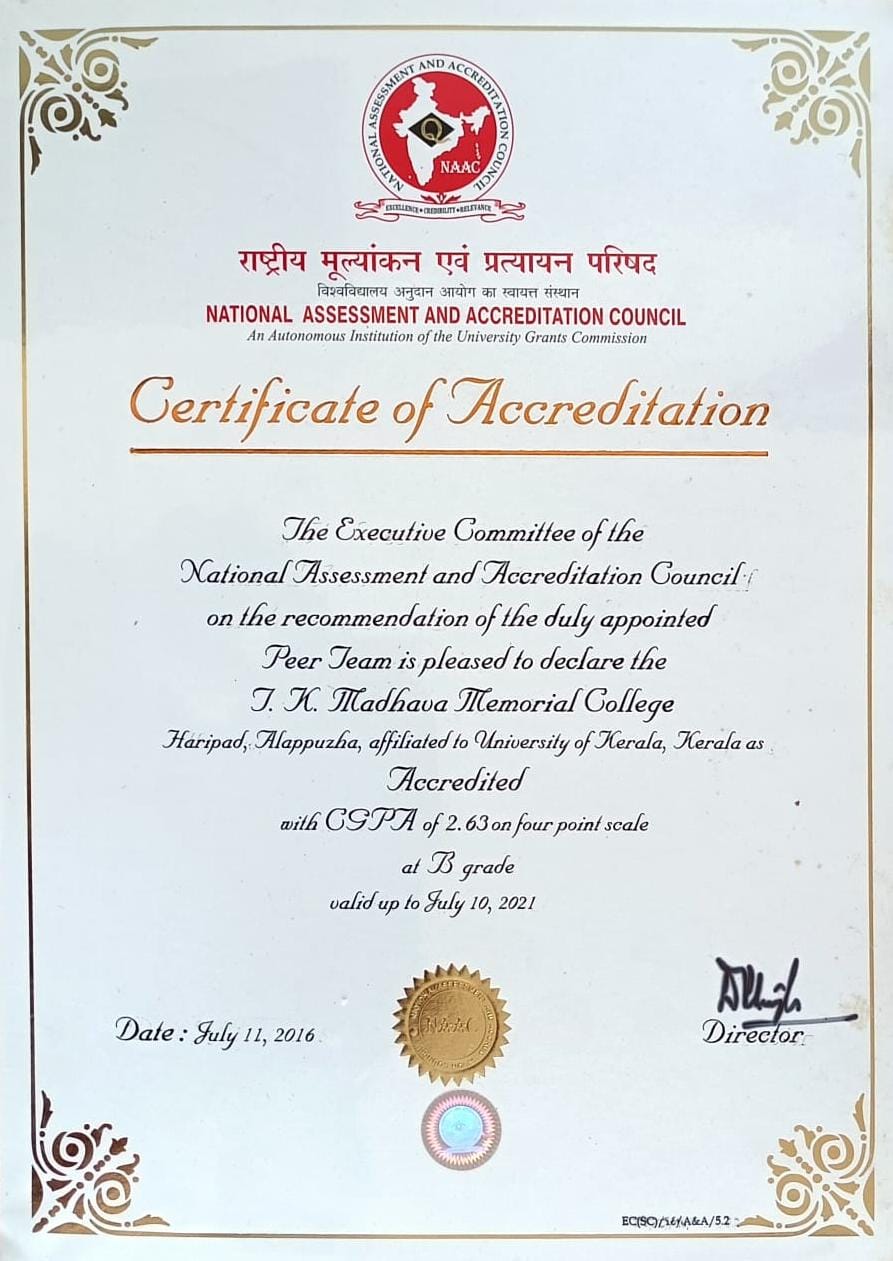 NATIONAL ASSESSMENT AND ACCREDITATION COUNCIL
Q
NAAC
EXCELLENCE • CREDIBILITY • RELEVANCE
राष्ट्रीय मूल्यांकन एवं प्रत्यायन परिषद
विश्वविद्यालय अनुदान आयोग का स्वायत्त संस्थान
NATIONAL ASSESSMENT AND ACCREDITATION COUNCIL
An Autonomous Institution of the University Grants Commission
Certificate of Accreditation
The Executive Committee of the
National Assessment and Accreditation Council
on the recommendation of the duly appointed
Peer Team is pleased to declare the
T. K. Madhava Memorial College
Haripad, Alappuzha, affiliated to University of Kerala, Kerala as
Accredited
with CGPA of 2.63 on four point scale
at B grade
valid up to July 10, 2021
Date : July 11, 2016
Director
EC(SC)/ A&A/5.2